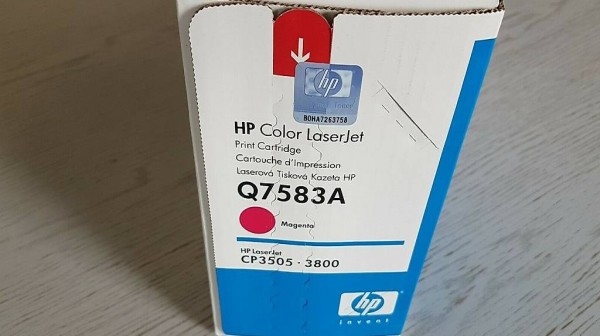 hp
B0HA7263758
HP Color LaserJet
Print Cartridge
Cartouche d'Impression
Laserová Tisková Kazeta HP
Q7583A
Magenta
HP LaserJet
CP3505 · 3800
hp
invent